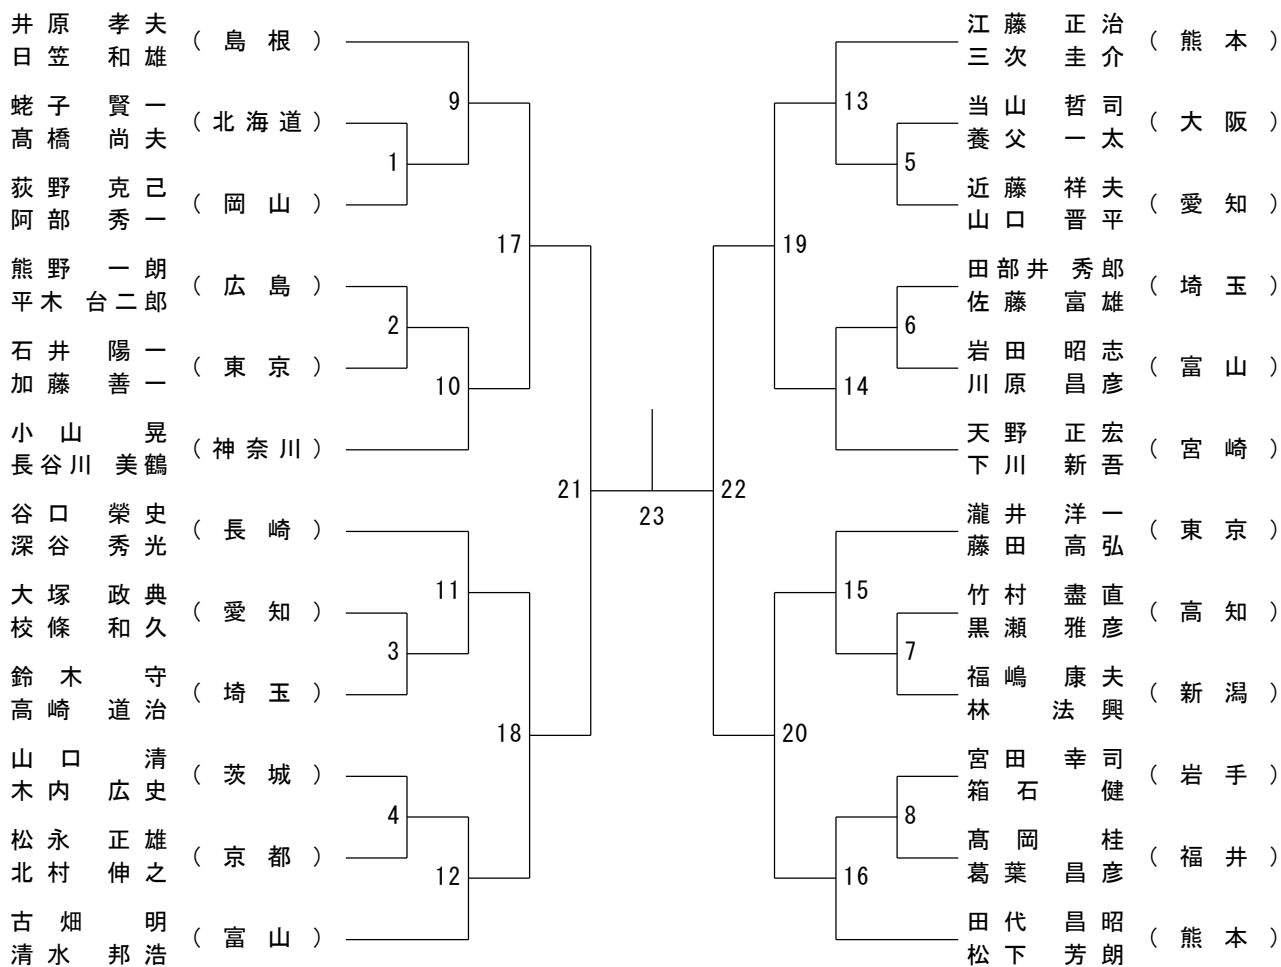 井原 孝夫
日笠 和雄
(島根)
蛯子 賢一
髙橋 尚夫
(北海道)
荻野 克己
阿部 秀一
(岡山)
熊野 一朗
平木 台二郎
(広島)
石井 陽一
加藤 善一
(東京)
小山 晃
長谷川 美鶴
(神奈川)
谷口 榮史
深谷 秀光
(長崎)
大塚 政典
校條 和久
(愛知)
鈴木 守
高崎 道治
(埼玉)
山口 清
木内 広史
(茨城)
松永 正雄
北村 伸之
(京都)
古畑 明
清水 邦浩
(富山)
1
2
3
4
9
10
11
12
17
18
21
23
22
19
20
13
14
15
16
5
6
7
8
江藤 正治
三次 圭介
(熊本)
当山 哲司
養父 一太
(大阪)
近藤 祥夫
山口 晋平
(愛知)
田部井 秀郎
佐藤 富雄
(埼玉)
岩田 昭志
川原 昌彦
(富山)
天野 正宏
下川 新吾
(宮崎)
瀧井 洋一
藤田 高弘
(東京)
竹村 盡直
黒瀬 雅彦
(高知)
福嶋 康夫
林 法興
(新潟)
宮田 幸司
箱石 健
(岩手)
髙岡 桂
葛葉 昌彦
(福井)
田代 昌昭
松下 芳朗
(熊本)